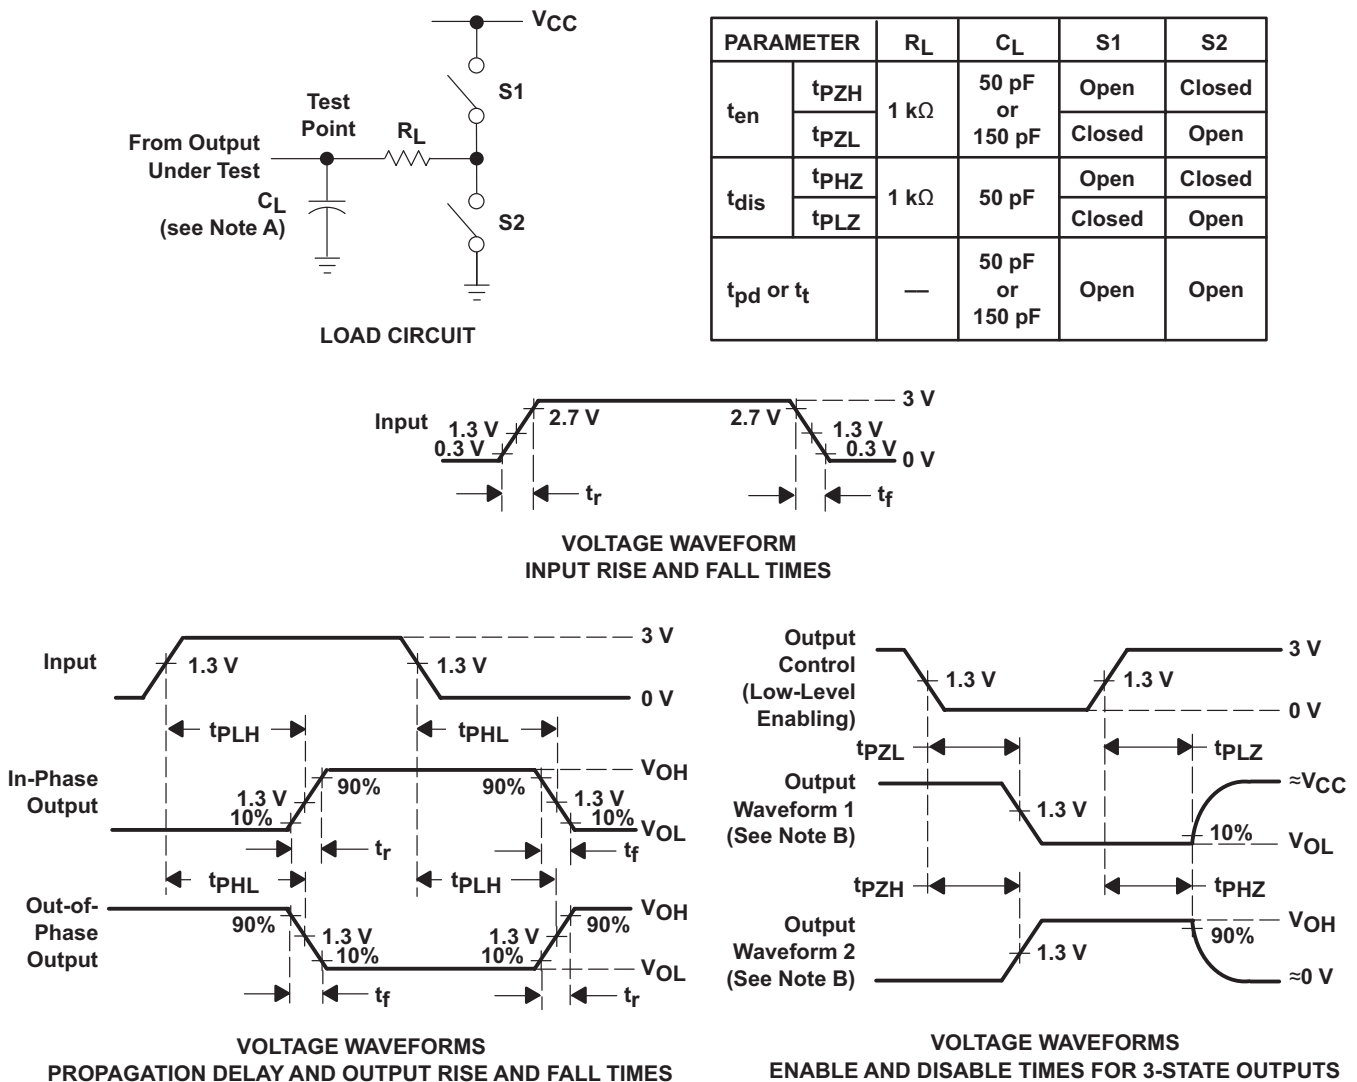 VCC
S1
Test
Point
RL
From Output
Under Test
CL
(see Note A)
S2
LOAD CIRCUIT
PARAMETER RL CL S1 S2
ten tPZH 1 kΩ 50 pF or 150 pF Open Closed
tPZL Closed Open
tdis tPHZ 1 kΩ 50 pF Open Closed
tPLZ Closed Open
tpd or tt — 50 pF or 150 pF Open Open
Input
1.3 V
0.3 V
2.7 V
2.7 V
3 V
1.3 V
0.3 V
0 V
tr
tf
VOLTAGE WAVEFORM
INPUT RISE AND FALL TIMES
Input
1.3 V
1.3 V
3 V
0 V
tPLH
tPHL
In-Phase
Output
1.3 V
10%
90%
90%
1.3 V
10%
VOH
VOL
tr
tf
tPHL
tPLH
Out-of-
Phase
Output
90%
1.3 V
10%
1.3 V
10%
90%
VOH
VOL
tf
tr
VOLTAGE WAVEFORMS
PROPAGATION DELAY AND OUTPUT RISE AND FALL TIMES
Output
Control
(Low-Level
Enabling)
1.3 V
1.3 V
3 V
0 V
tPZL
tPLZ
Output
Waveform 1
(See Note B)
1.3 V
≈VCC
10%
VOL
tPZH
tPHZ
Output
Waveform 2
(See Note B)
1.3 V
VOH
90%
≈0 V
VOLTAGE WAVEFORMS
ENABLE AND DISABLE TIMES FOR 3-STATE OUTPUTS